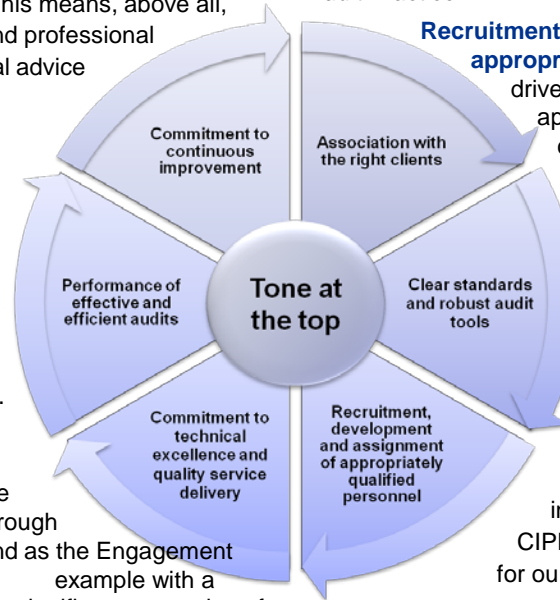 his means, above all,
nd professional
al advice
Recruitment
appropr
drive
ap
Commitment to
continuous
improvement
Association with
the right clients
Performance of
effective and
efficient audits
Tone at
the top
Clear standards
and robust audit
tools
Commitment to
technical
excellence and
quality service
delivery
Recruitment,
development
and assignment
of appropriately
qualified
personnel
e
rough
nd as the Engagement
example with a
in
CIP
for ou